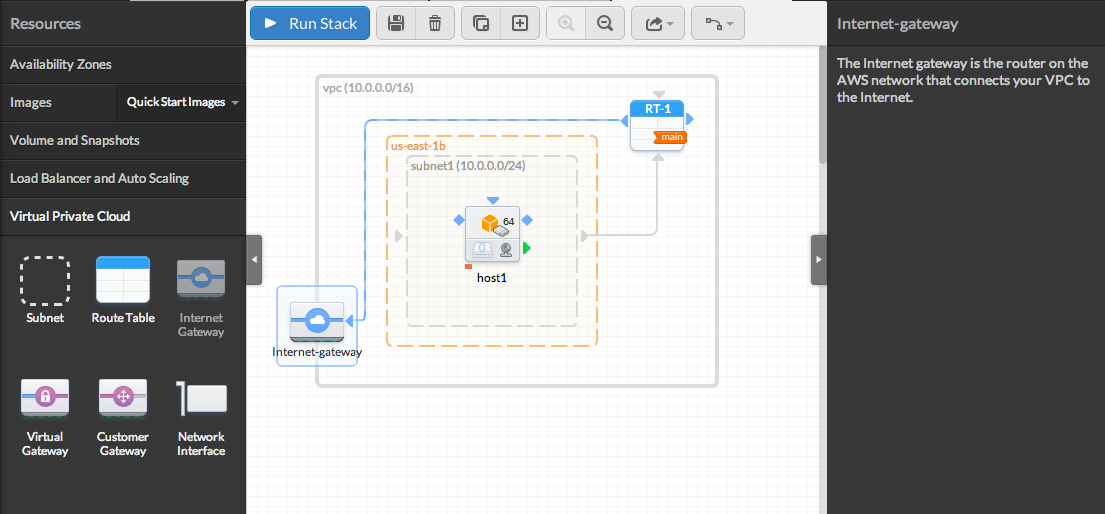 Resources
Run Stack
Internet-gateway
Availability Zones
Images
Quick Start Images
Volume and Snapshots
Load Balancer and Auto Scaling
Virtual Private Cloud
Subnet
Route Table
Internet
Gateway
Virtual
Gateway
Customer
Gateway
Network
Interface
vpc (10.0.0.0/16)
RT-1
main
us-east-1b
subnet1 (10.0.0.0/24)
64
host1
Internet-gateway
The Internet gateway is the router on the
AWS network that connects your VPC to
the Internet.